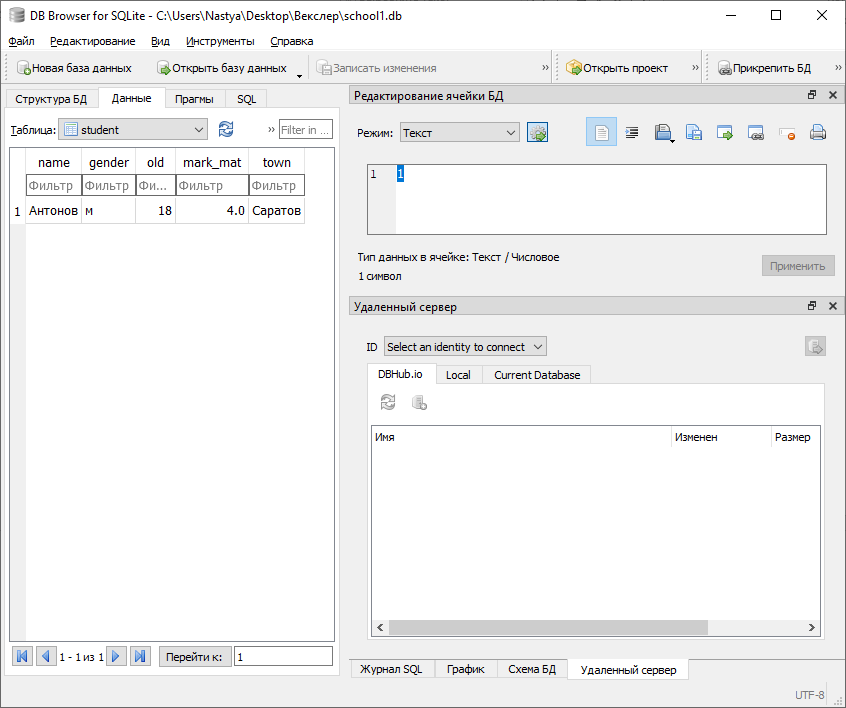 DB Browser for SQLite - C:\Users\Nastya\Desktop\Векслер\school1.db
Файл Редактирование Вид Инструменты Справка
Новая база данных Открыть базу данных Записать изменения » Открыть проект » Прикрепить БД »
Структура БД Данные Прагмы SQL
Таблица: student » Filter in ...
name gender old mark_mat town
Фильтр Фильтр Фи... Фильтр Фильтр
1 Антонов м 18 4.0 Саратов
1 - 1 из 1 Перейти к: 1
Редактирование ячейки БД
Режим: Текст
1 1
Тип данных в ячейке: Текст / Числовое
1 символ
Применить
Удаленный сервер
ID Select an identity to connect
DBHub.io Local Current Database
Имя Изменен Размер
Журнал SQL График Схема БД Удаленный сервер
UTF-8